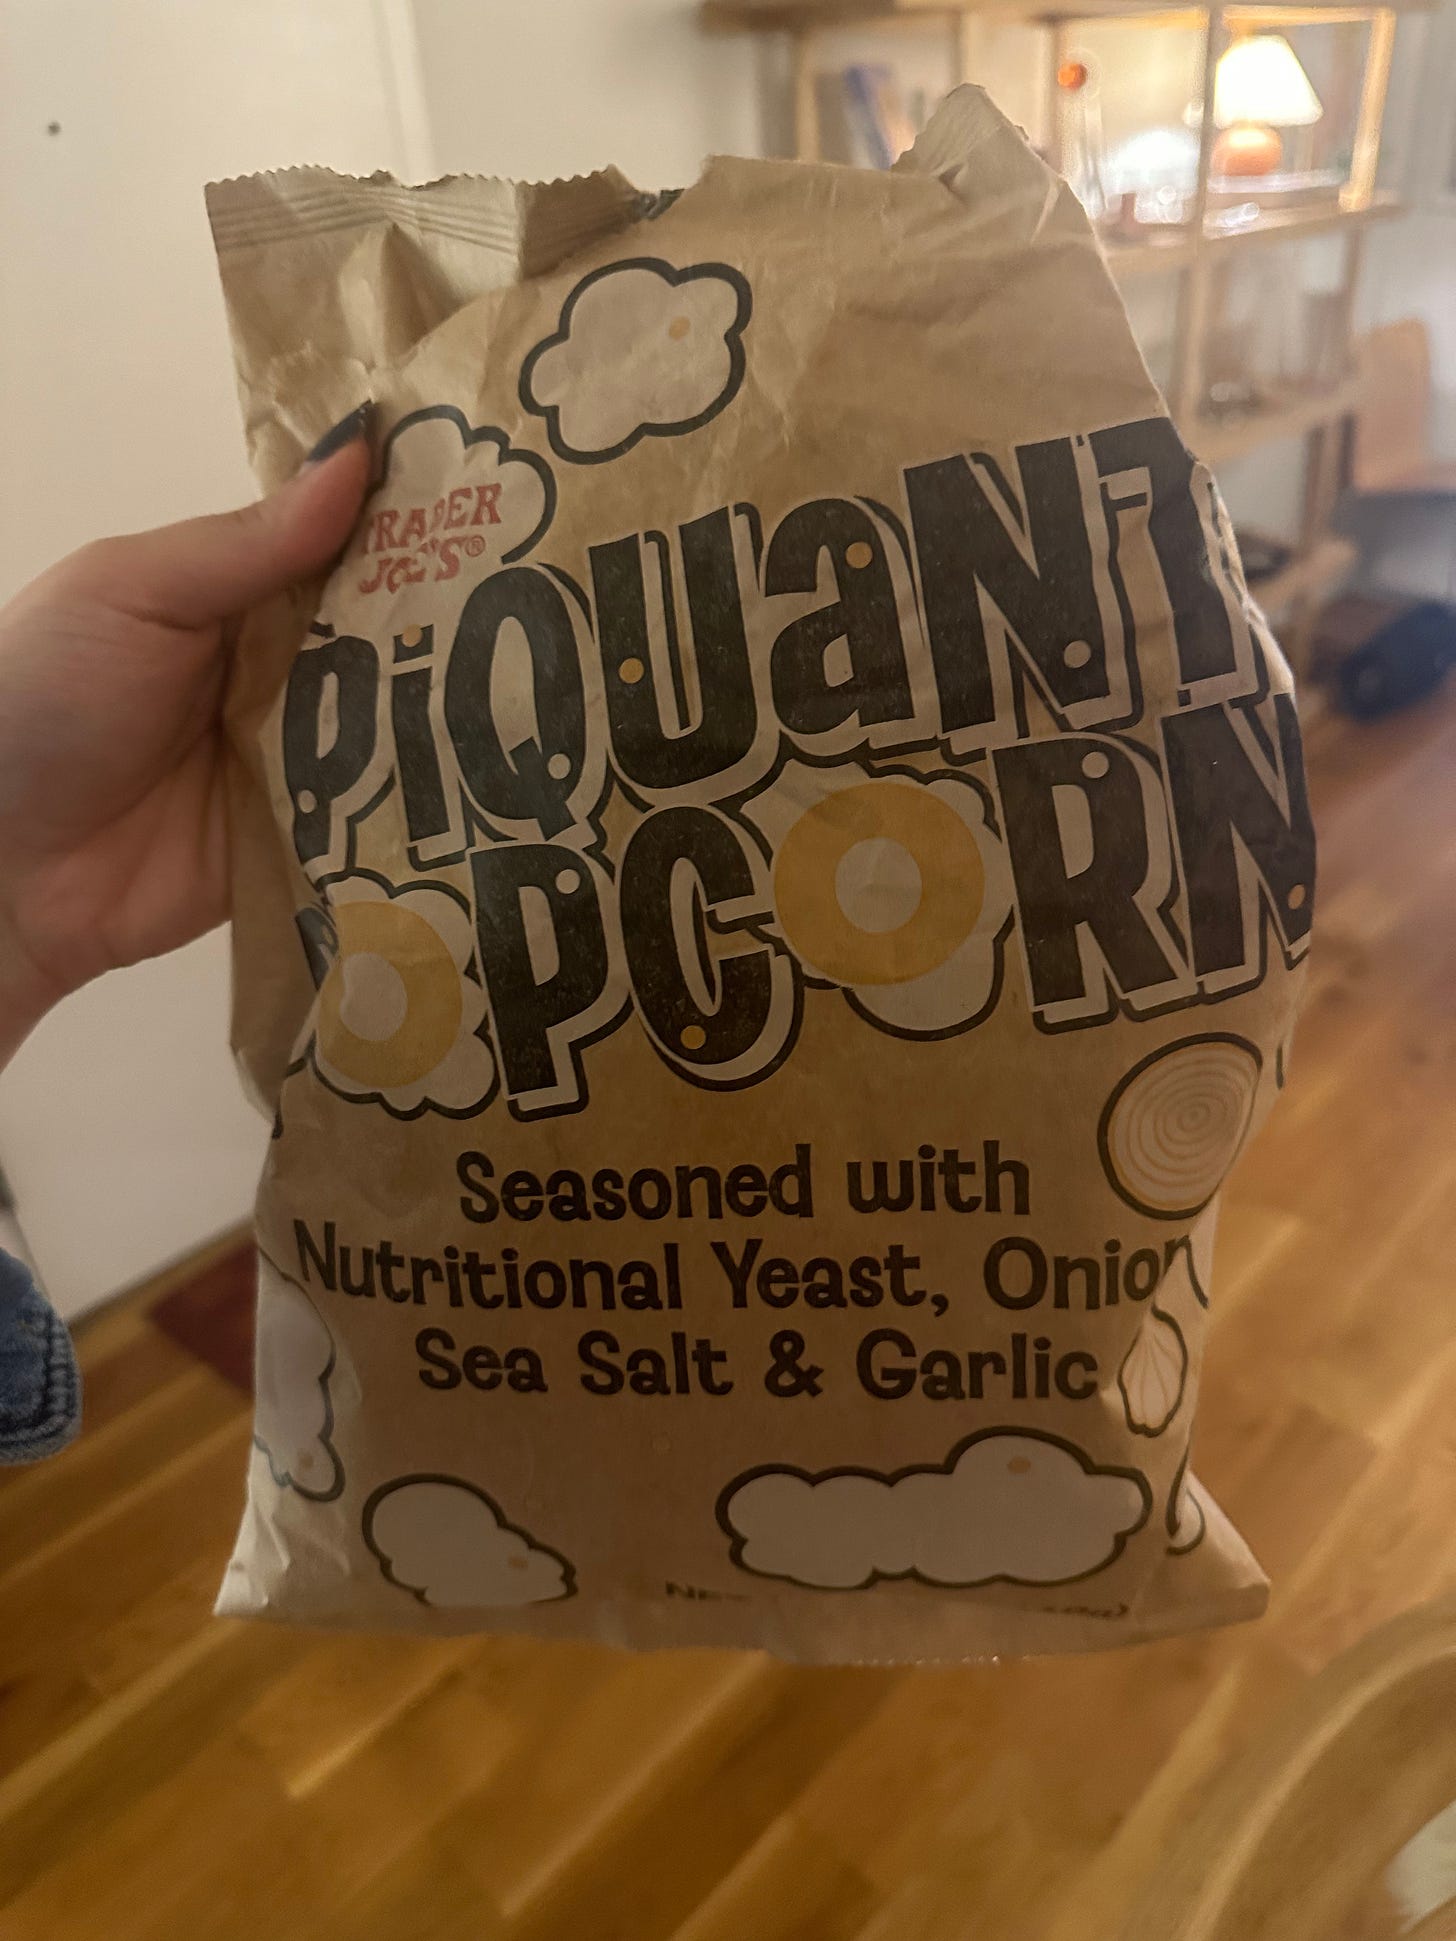 TRADER
JOE'S®
PiQUaNT
POPCORN
Seasoned with
Nutritional Yeast, Onion
Sea Salt & Garlic